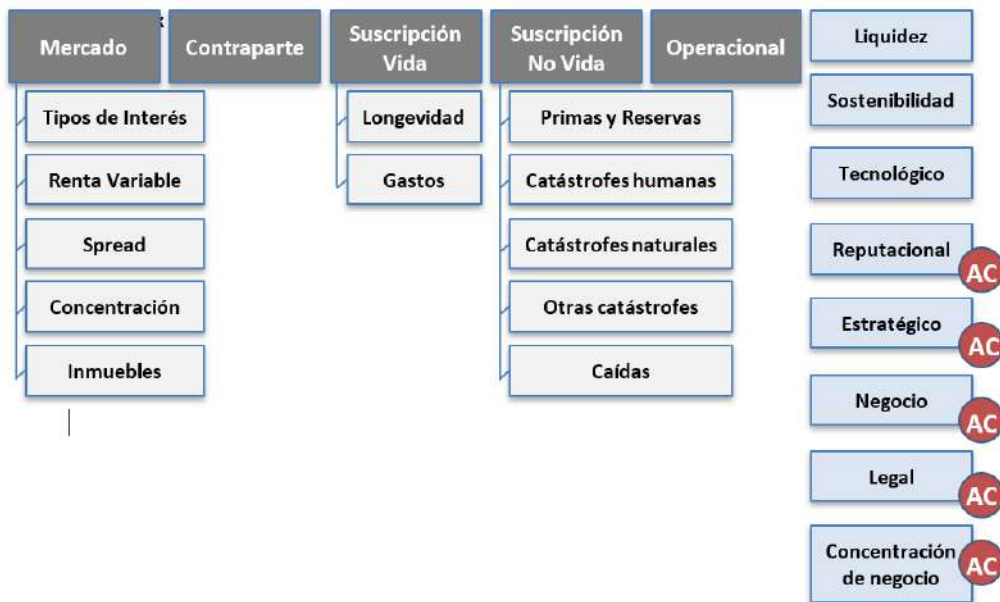 Mercado
Contraparte
Suscripción
Vida
Suscripción
No Vida
Operacional
Liquidez
Tipos de Interés
Renta Variable
Spread
Concentración
Inmuebles
Longevidad
Gastos
Primas y Reservas
Catástrofes humanas
Catástrofes naturales
Otras catástrofes
Caídas
Sostenibilidad
Tecnológico
Reputacional
AC
Estratégico
AC
Negocio
AC
Legal
AC
Concentración
de negocio
AC